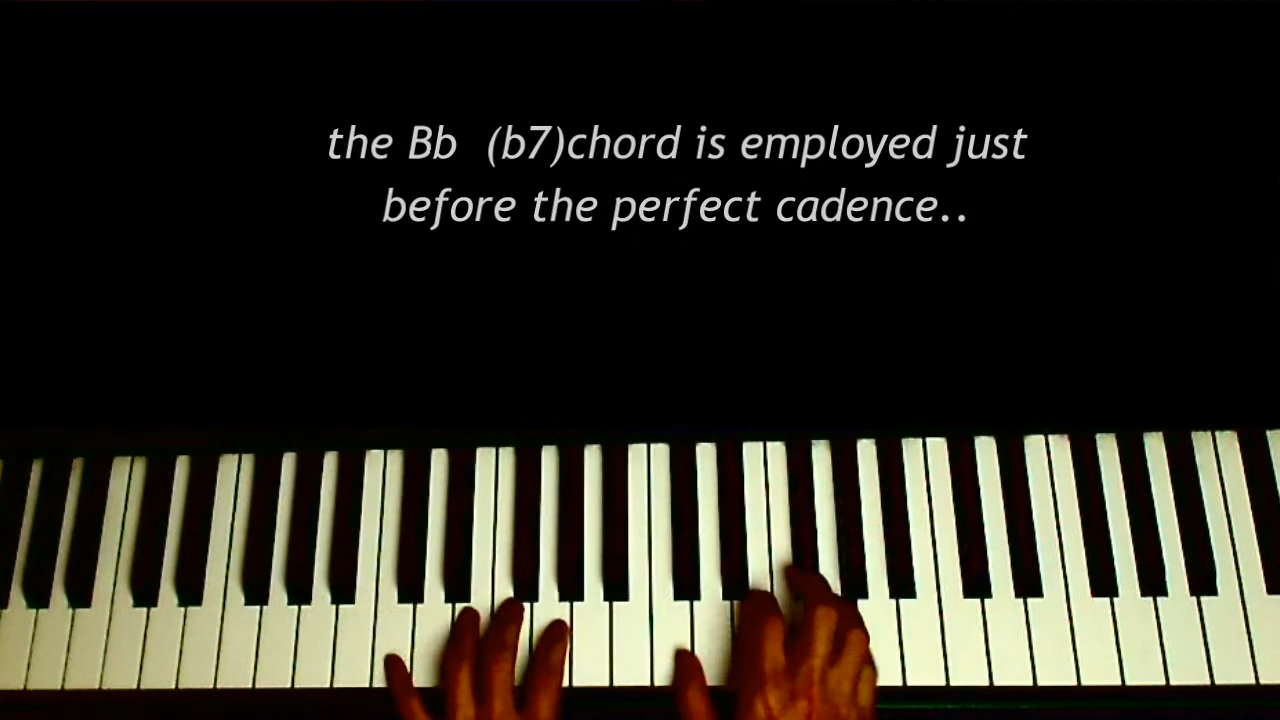 the Bb  (b7)chord is employed just
before the perfect cadence..